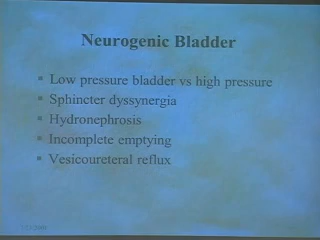 Neurogenic Bladder
Low pressure bladder vs high pressure
Sphincter dyssynergia
Hydronephrosis
Incomplete emptying
Vesicoureteral reflux